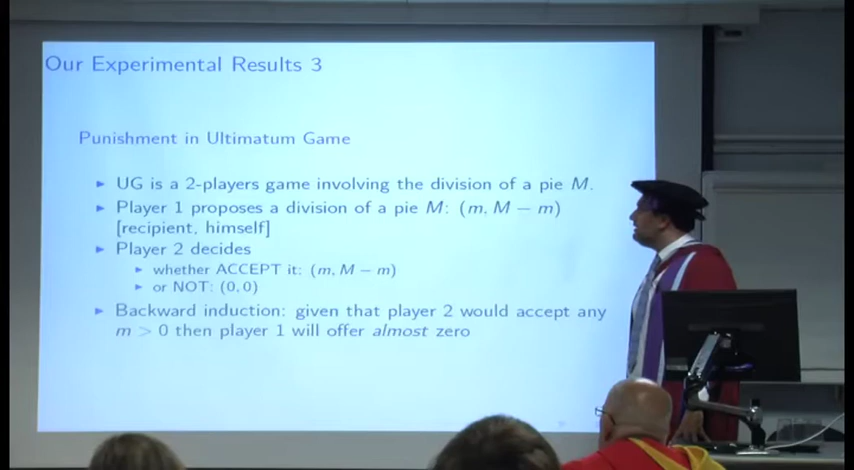 Our Experimental Results 3
Punishment in Ultimatum Game
► UG is a 2-players game involving the division of a pie M.
► Player 1 proposes a division of a pie M: (m, M − m)
[recipient, himself]
► Player 2 decides
► whether ACCEPT it: (m, M − m)
► or NOT: (0, 0)
► Backward induction: given that player 2 would accept any
m > 0 then player 1 will offer almost zero